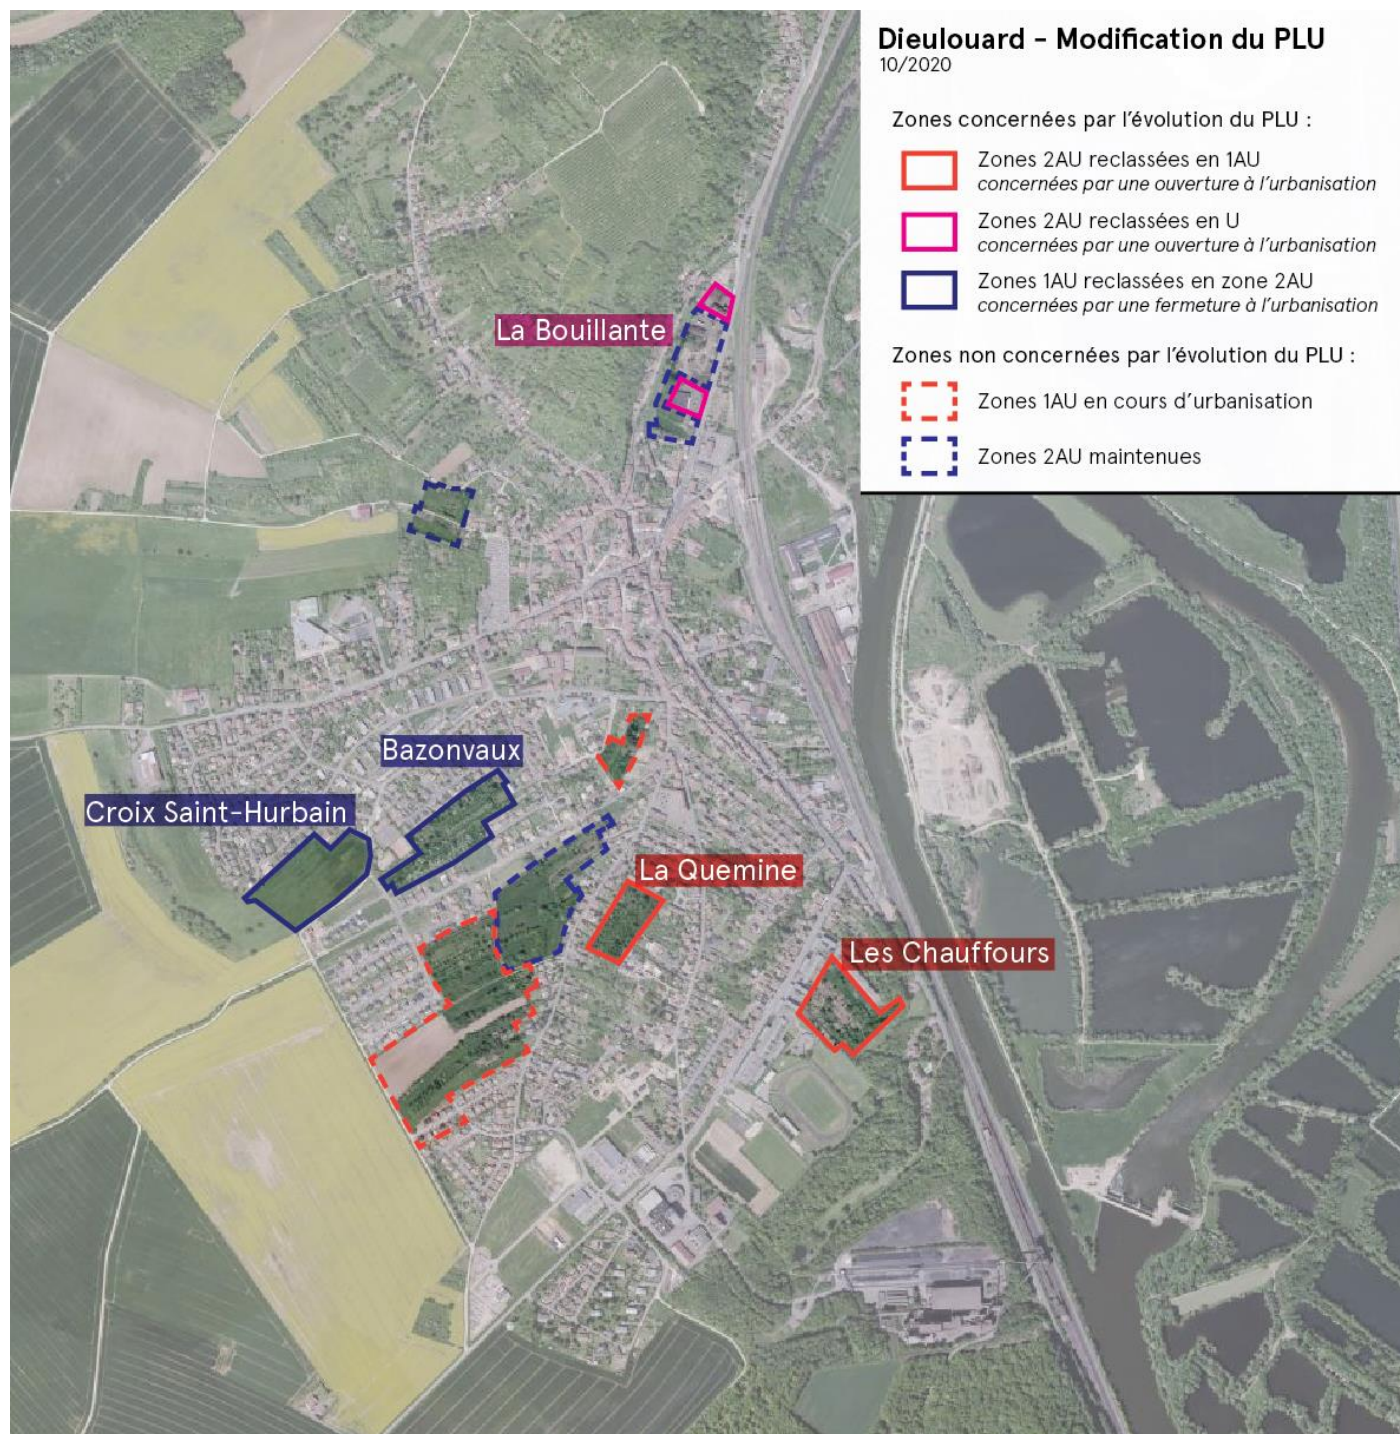 Dieulouard - Modification du PLU
10/2020
Zones concernées par l'évolution du PLU :
Zones 2AU reclassées en 1AU
concernées par une ouverture à l'urbanisation
Zones 2AU reclassées en U
concernées par une ouverture à l'urbanisation
Zones 1AU reclassées en zone 2AU
concernées par une fermeture à l'urbanisation
Zones non concernées par l'évolution du PLU :
Zones 1AU en cours d'urbanisation
Zones 2AU maintenues
La Bouillante
Bazonvaux
Croix Saint-Hurbain
La Quemine
Les Chauffours